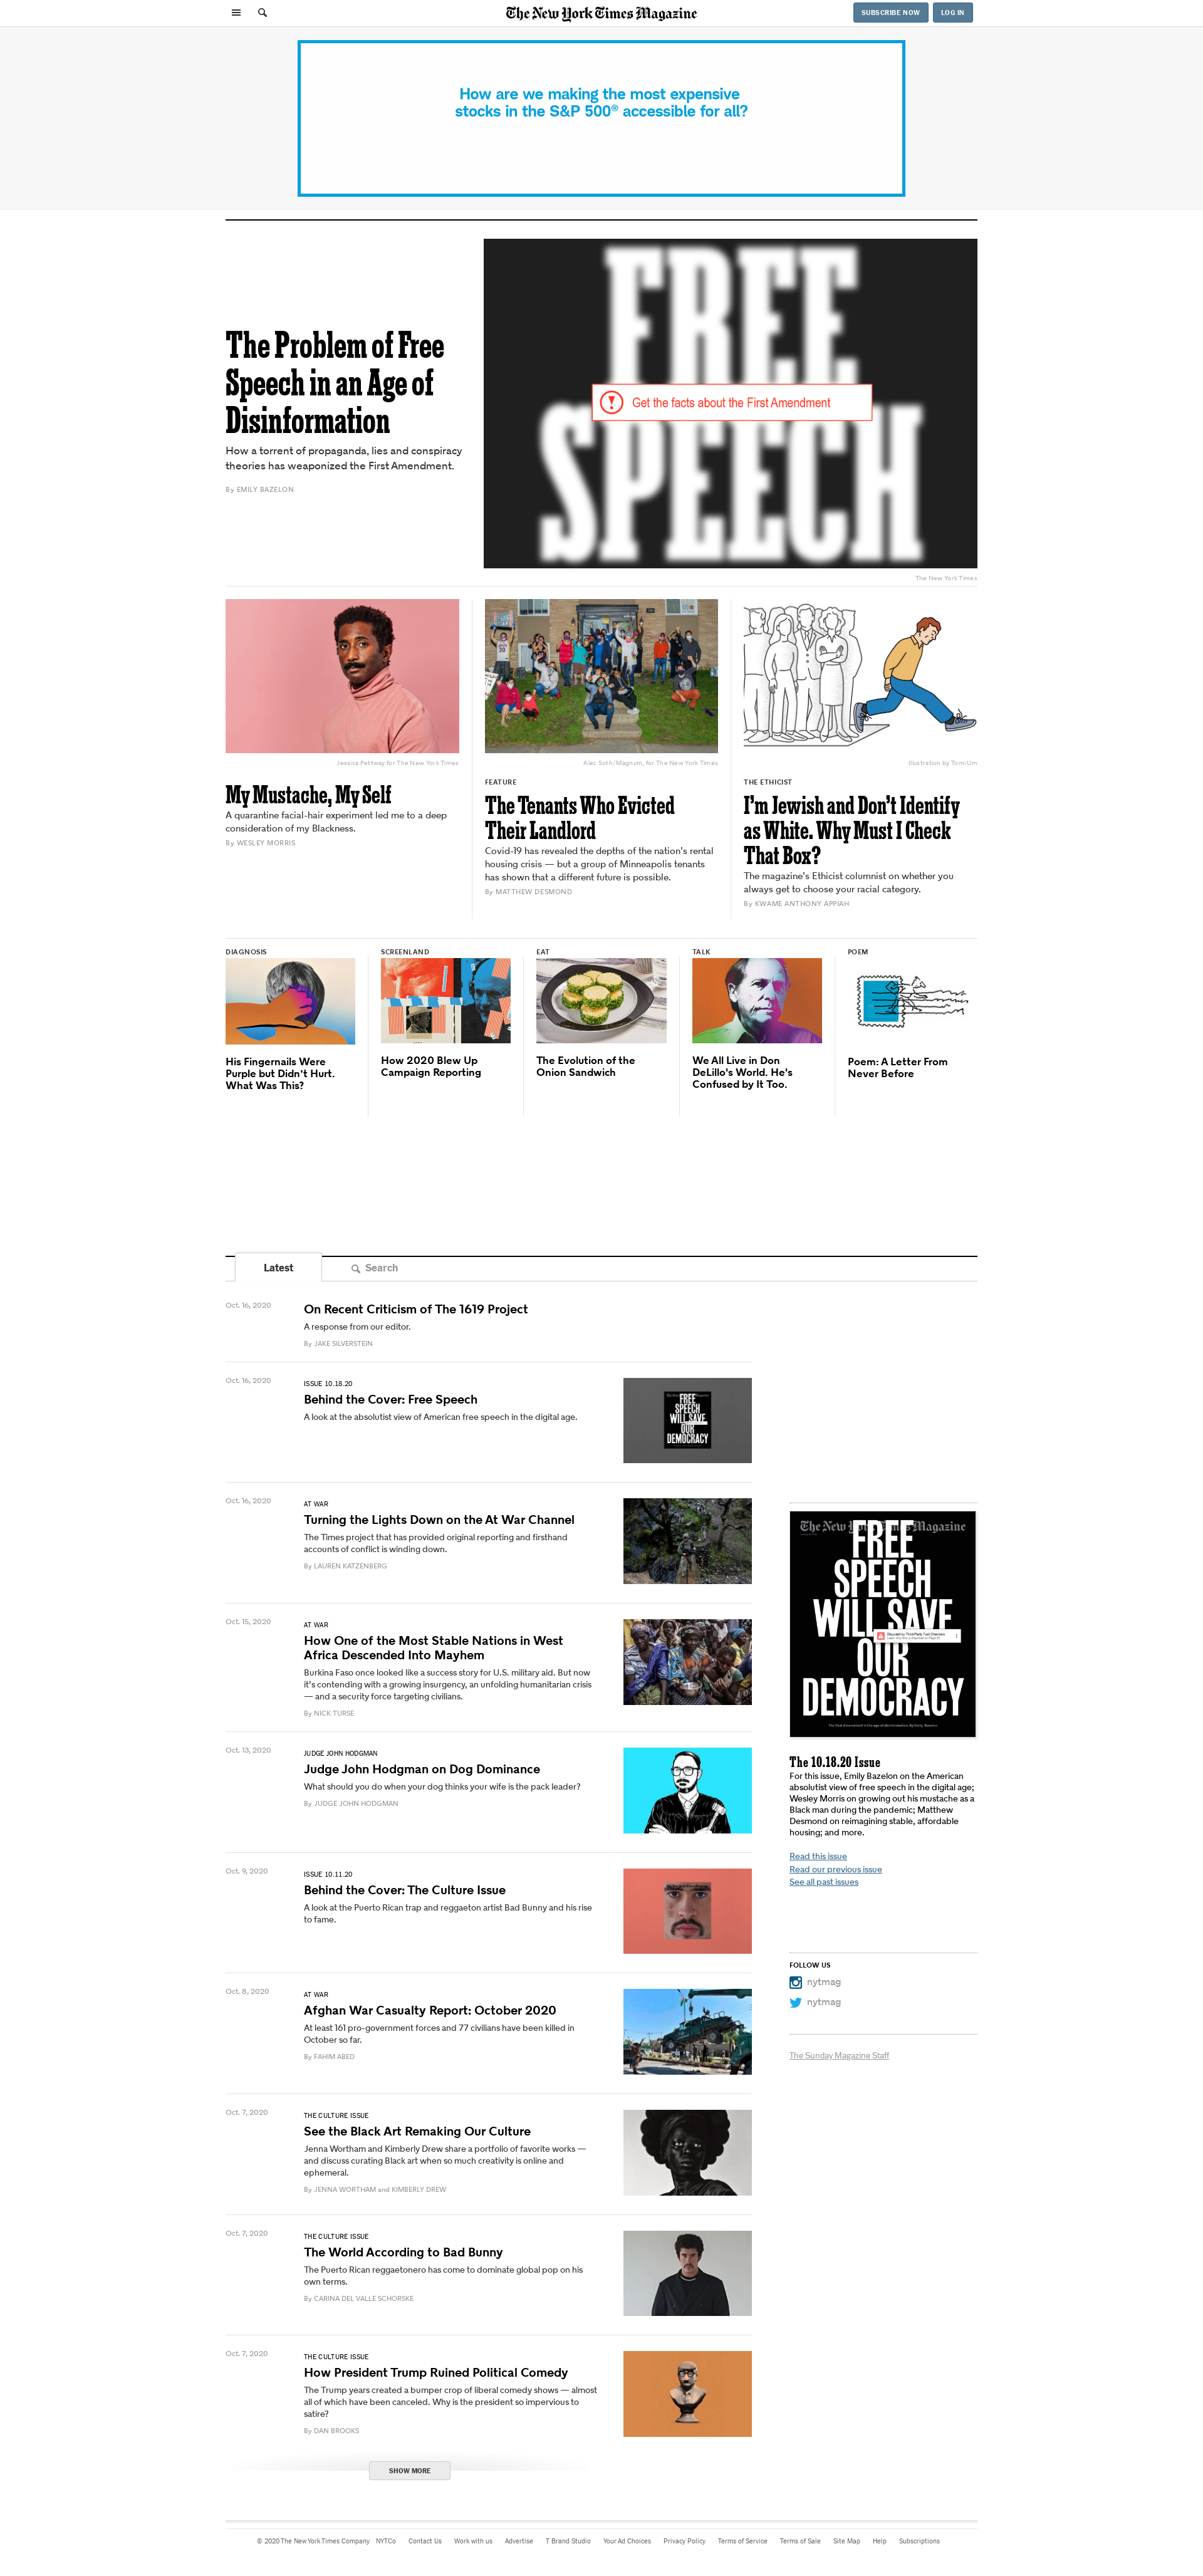 The New York Times Magazine
SUBSCRIBE NOW
LOG IN
How are we making the most expensive
stocks in the S&P 500® accessible for all?
The Problem of Free
Speech in an Age of
Disinformation
How a torrent of propaganda, lies and conspiracy
theories has weaponized the First Amendment.
By EMILY BAZELON
FREE
SPEECH
Get the facts about the First Amendment
The New York Times
Jessica Pettway for The New York Times
My Mustache, My Self
A quarantine facial-hair experiment led me to a deep
consideration of my Blackness.
By WESLEY MORRIS
Alec Soth/Magnum, for The New York Times
FEATURE
The Tenants Who Evicted
Their Landlord
Covid-19 has revealed the depths of the nation's rental
housing crisis — but a group of Minneapolis tenants
has shown that a different future is possible.
By MATTHEW DESMOND
Illustration by Tomi Um
THE ETHICIST
I'm Jewish and Don't Identify
as White. Why Must I Check
That Box?
The magazine's Ethicist columnist on whether you
always get to choose your racial category.
By KWAME ANTHONY APPIAH
DIAGNOSIS
His Fingernails Were
Purple but Didn't Hurt.
What Was This?
SCREENLAND
How 2020 Blew Up
Campaign Reporting
EAT
The Evolution of the
Onion Sandwich
TALK
We All Live in Don
DeLillo's World. He's
Confused by It Too.
POEM
Poem: A Letter From
Never Before
Latest
Search
Oct. 16, 2020
On Recent Criticism of The 1619 Project
A response from our editor.
By JAKE SILVERSTEIN
Oct. 16, 2020
ISSUE 10.18.20
Behind the Cover: Free Speech
A look at the absolutist view of American free speech in the digital age.
FREE
SPEECH
WILL SAVE
OUR
DEMOCRACY
Oct. 16, 2020
AT WAR
Turning the Lights Down on the At War Channel
The Times project that has provided original reporting and firsthand
accounts of conflict is winding down.
By LAUREN KATZENBERG
Oct. 15, 2020
AT WAR
How One of the Most Stable Nations in West
Africa Descended Into Mayhem
Burkina Faso once looked like a success story for U.S. military aid. But now
it's contending with a growing insurgency, an unfolding humanitarian crisis
— and a security force targeting civilians.
By NICK TURSE
Oct. 13, 2020
JUDGE JOHN HODGMAN
Judge John Hodgman on Dog Dominance
What should you do when your dog thinks your wife is the pack leader?
By JUDGE JOHN HODGMAN
Oct. 9, 2020
ISSUE 10.11.20
Behind the Cover: The Culture Issue
A look at the Puerto Rican trap and reggaeton artist Bad Bunny and his rise
to fame.
Oct. 8, 2020
AT WAR
Afghan War Casualty Report: October 2020
At least 161 pro-government forces and 77 civilians have been killed in
October so far.
By FAHIM ABED
Oct. 7, 2020
THE CULTURE ISSUE
See the Black Art Remaking Our Culture
Jenna Wortham and Kimberly Drew share a portfolio of favorite works —
and discuss curating Black art when so much creativity is online and
ephemeral.
By JENNA WORTHAM and KIMBERLY DREW
Oct. 7, 2020
THE CULTURE ISSUE
The World According to Bad Bunny
The Puerto Rican reggaetonero has come to dominate global pop on his
own terms.
By CARINA DEL VALLE SCHORSKE
Oct. 7, 2020
THE CULTURE ISSUE
How President Trump Ruined Political Comedy
The Trump years created a bumper crop of liberal comedy shows — almost
all of which have been canceled. Why is the president so impervious to
satire?
By DAN BROOKS
SHOW MORE
The New York Times Magazine
FREE
SPEECH
WILL SAVE
OUR
DEMOCRACY
The First Amendment in the age of disinformation. By Emily Bazelon
The 10.18.20 Issue
For this issue, Emily Bazelon on the American
absolutist view of free speech in the digital age;
Wesley Morris on growing out his mustache as a
Black man during the pandemic; Matthew
Desmond on reimagining stable, affordable
housing; and more.
Read this issue
Read our previous issue
See all past issues
FOLLOW US
nytmag
nytmag
The Sunday Magazine Staff
© 2020 The New York Times Company NYTCo Contact Us Work with us Advertise T Brand Studio Your Ad Choices Privacy Policy Terms of Service Terms of Sale Site Map Help Subscriptions